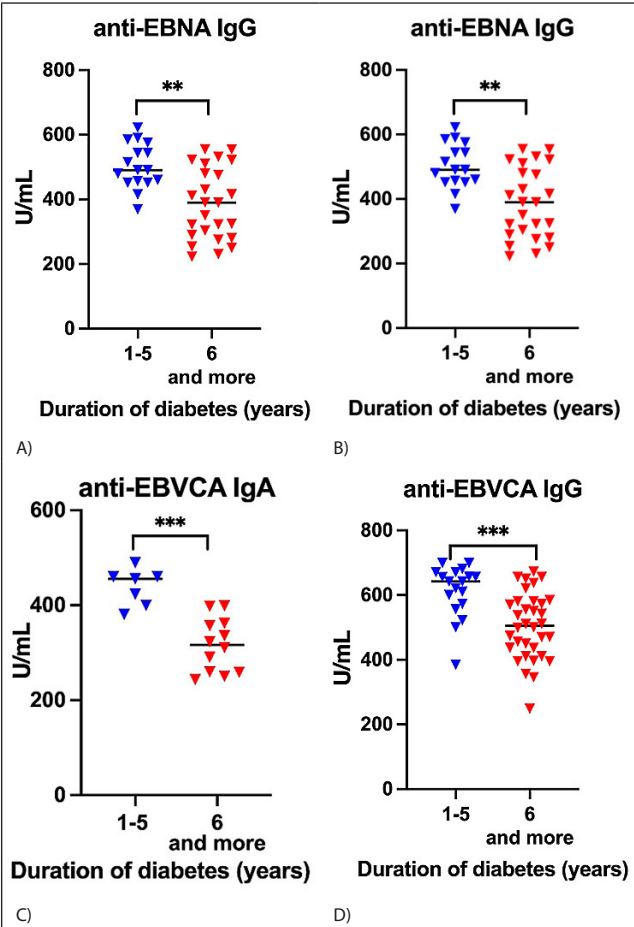 anti-EBNA IgG
800
600
400
200
0
U/mL
**
1-5
6
and more
Duration of diabetes (years)
A)
anti-EBNA IgG
800
600
400
200
0
U/mL
**
1-5
6
and more
Duration of diabetes (years)
B)
anti-EBVCA IgA
600
400
200
0
U/mL
***
1-5
6
and more
Duration of diabetes (years)
C)
anti-EBVCA IgG
800
600
400
200
0
U/mL
***
1-5
6
and more
Duration of diabetes (years)
D)